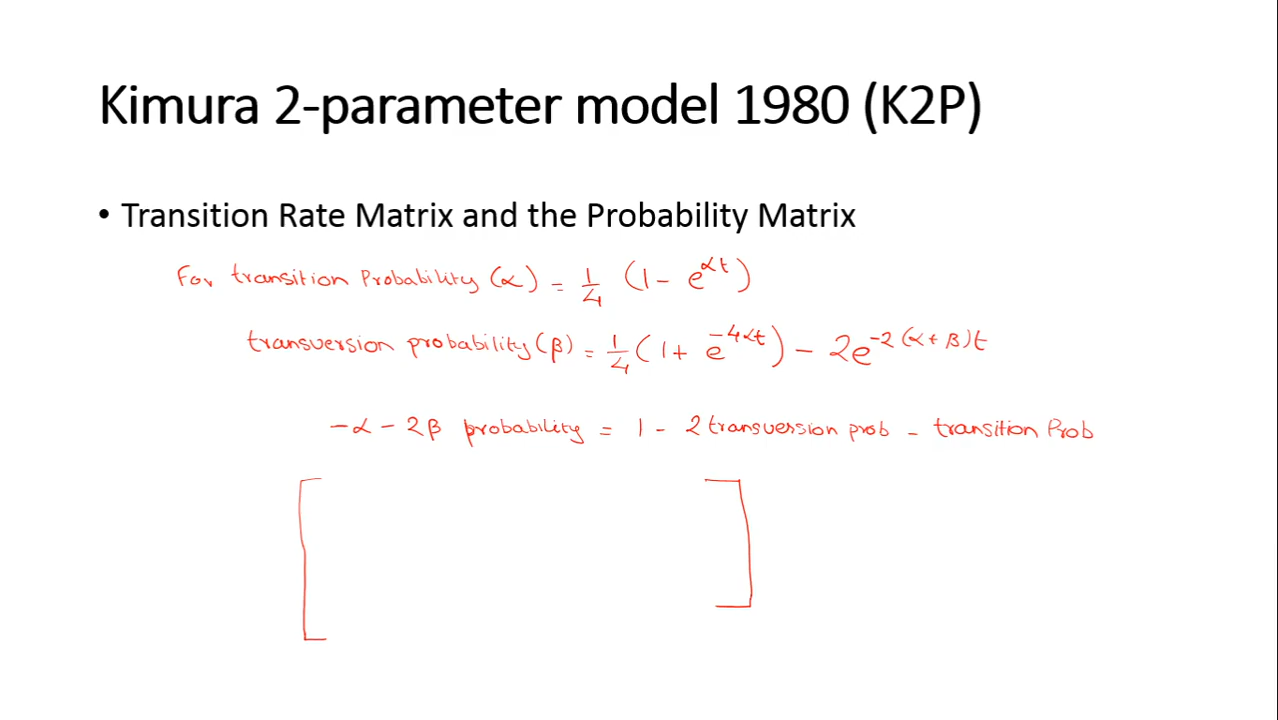 Kimura 2-parameter model 1980 (K2P)
• Transition Rate Matrix and the Probability Matrix
For transition Probability (α) = 1/4 (1 - e^{αt})
transversion probability (β) = 1/4 (1 + e^{-4αt}) - 2e^{-2(α+β)t}
-α - 2β probability = 1 - 2 transversion prob - transition Prob